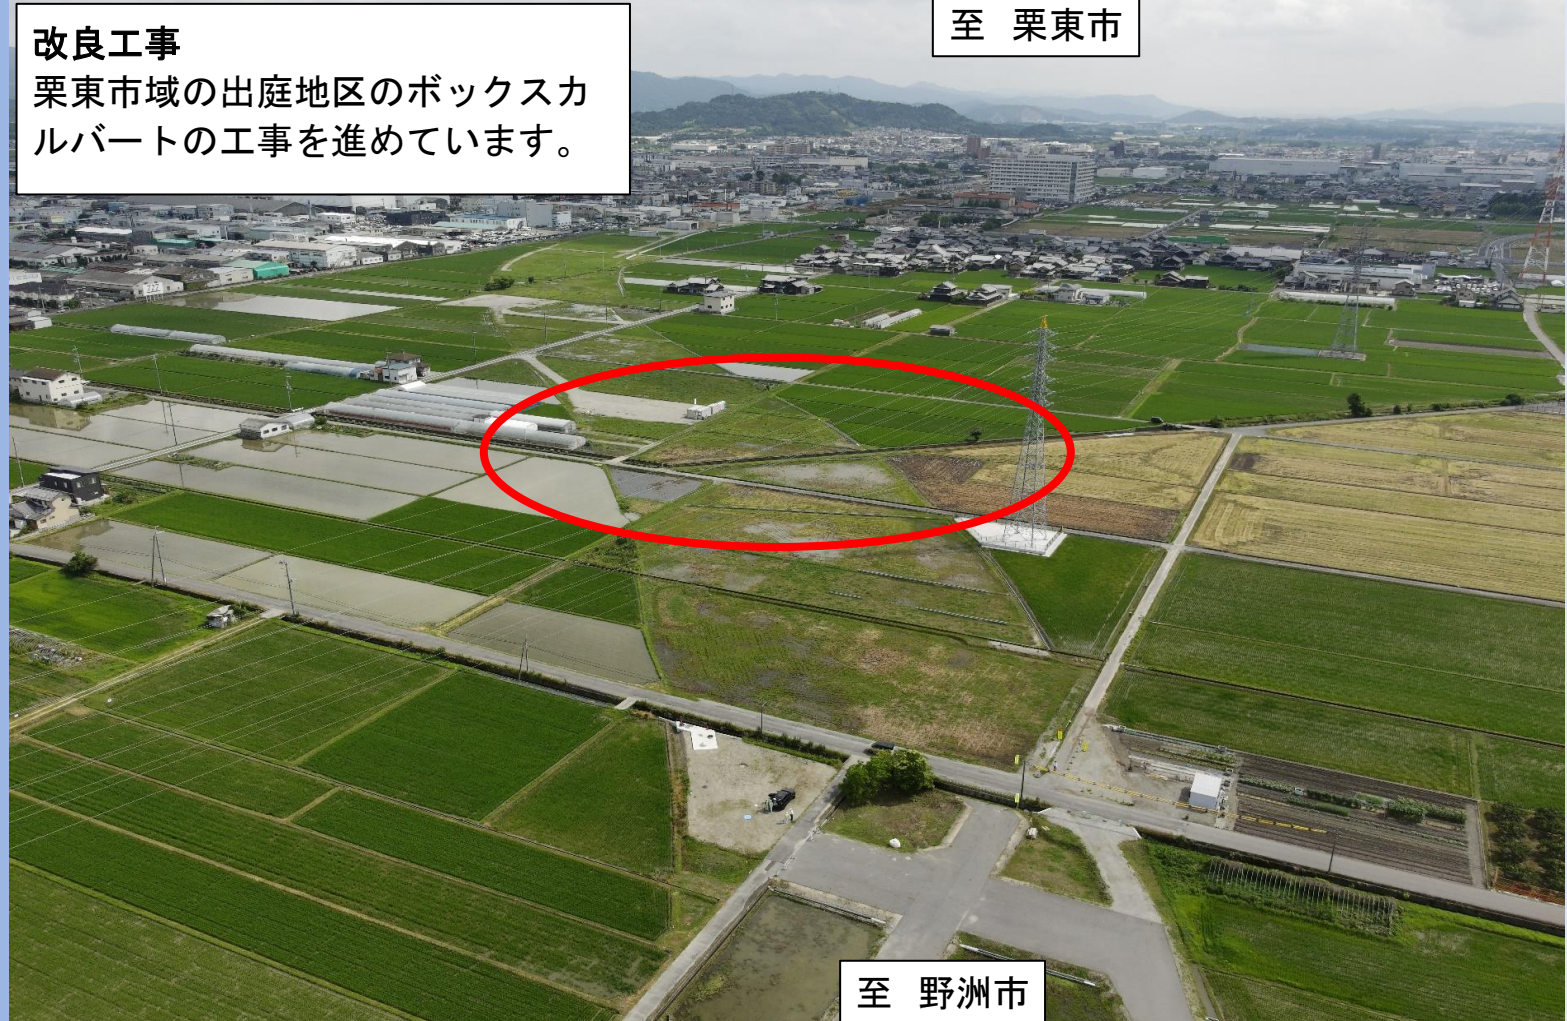 至　栗東市
改良工事
栗東市域の出庭地区のボックスカ
ルバートの工事を進めています。
至　野洲市